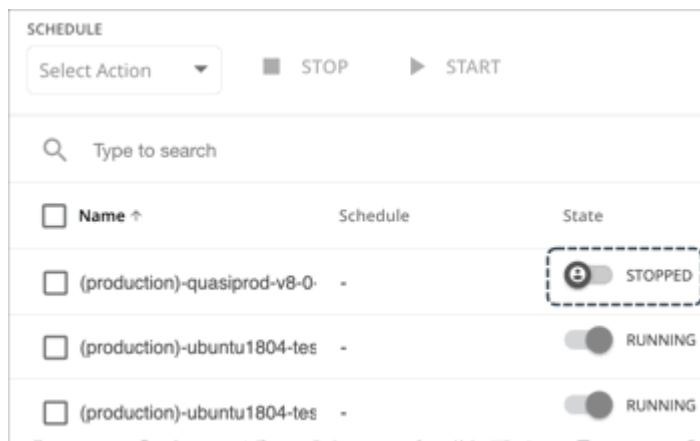 SCHEDULE
Select Action STOP START
Type to search
Name ↑ Schedule State
(production)-quasiprod-v8-0- - STOPPED
(production)-ubuntu1804-tes - RUNNING
(production)-ubuntu1804-tes - RUNNING